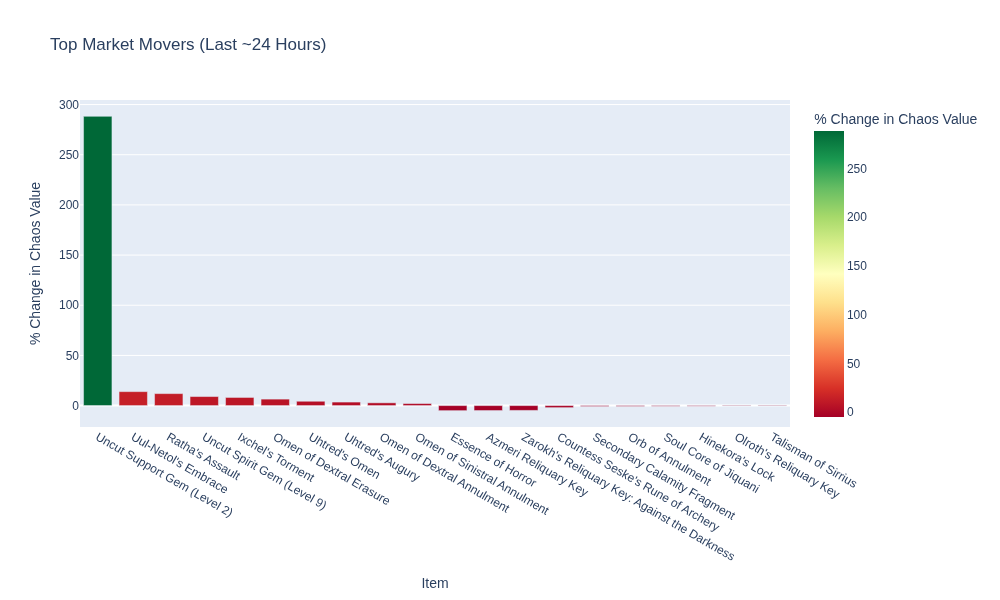 Top Market Movers (Last ~24 Hours)
% Change in Chaos Value
300
250
200
150
100
50
0
% Change in Chaos Value
250
200
150
100
50
0
Uncut Support Gem (Level 2)
Uul-Netol's Embrace
Ratha's Assault
Uncut Spirit Gem (Level 9)
Ixchel's Torment
Omen of Dextral Erasure
Uhtred's Omen
Uhtred's Augury
Omen of Dextral Annulment
Omen of Sinistral Annulment
Essence of Horror
Azmeri Reliquary Key
Zarokh's Reliquary Key: Against the Darkness
Countess Seske's Rune of Archery
Secondary Calamity Fragment
Orb of Annulment
Soul Core of Jiquani
Hinekora's Lock
Olroth's Reliquary Key
Talisman of Sirrius
Item